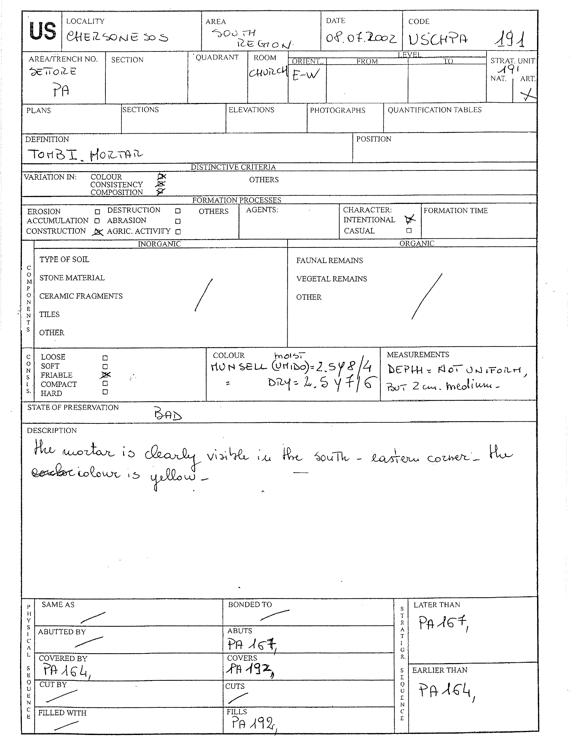 US
LOCALITY
CHERSONESOS
AREA
SOUTH
REGION
DATE
08.07.2002
CODE
USCHPA 191
AREA/TRENCH NO.
SETTORE
PA
SECTION
QUADRANT
ROOM
CHURCH
LEVEL
ORIENT.
E-W
FROM
TO
STRAT. UNIT
191
NAT. ART.
X
PLANS
SECTIONS
ELEVATIONS
PHOTOGRAPHS
QUANTIFICATION TABLES
DEFINITION
TOMB I. MORTAR
POSITION
DISTINCTIVE CRITERIA
VARIATION IN: COLOUR
CONSISTENCY
COMPOSITION
OTHERS
FORMATION PROCESSES
EROSION DESTRUCTION OTHERS
ACCUMULATION ABRASION
CONSTRUCTION AGRIC. ACTIVITY
AGENTS:
CHARACTER:
INTENTIONAL
CASUAL
FORMATION TIME
COMPONENTS
INORGANIC
TYPE OF SOIL
STONE MATERIAL
CERAMIC FRAGMENTS
TILES
OTHER
ORGANIC
FAUNAL REMAINS
VEGETAL REMAINS
OTHER
CONSIS.
LOOSE
SOFT
FRIABLE
COMPACT
HARD
COLOUR moist
MUNSELL (UMIDO) = 2.5Y8/4
= DRY = 2.5Y7/6
MEASUREMENTS
DEPHH = NOT UNIFORM,
BUT 2 cm. medium-
STATE OF PRESERVATION
BAD
DESCRIPTION
the mortar is clearly visible in the south-eastern corner- the
colour is yellow-
PHYSICAL SEQUENCE
SAME AS
BONDED TO
ABUTTED BY
ABUTS
PA 167,
COVERED BY
PA 164,
COVERS
PA 192,
CUT BY
CUTS
FILLED WITH
FILLS
PA 192,
STRATIGR. SEQUENCE
LATER THAN
PA 167,
EARLIER THAN
PA 164,